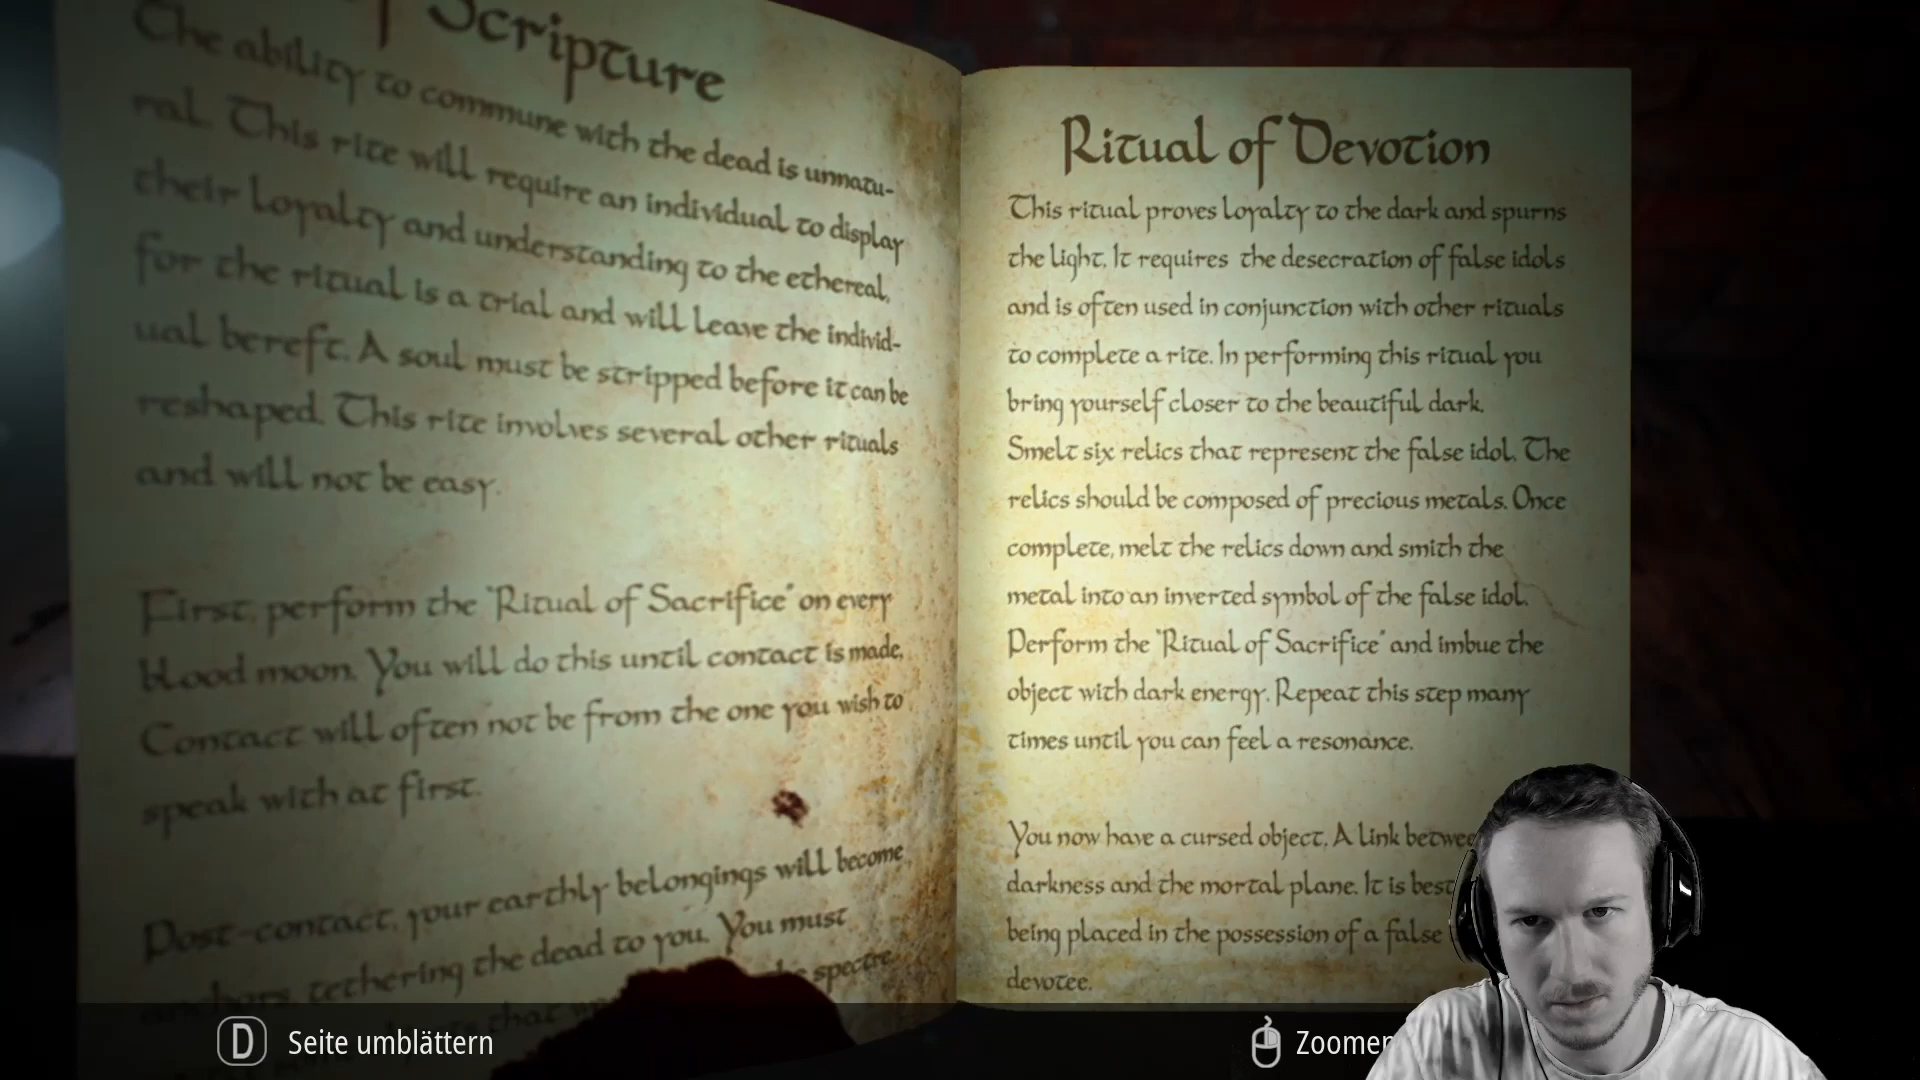 of Scripture
The ability to commune with the dead is unnatu-
ral. This rite will require an individual to display
their loyalty and understanding to the ethereal,
for the ritual is a trial and will leave the individ-
ual bereft. A soul must be stripped before it can be
reshaped. This rite involves several other rituals
and will not be easy.
First, perform the "Ritual of Sacrifice" on every
blood moon. You will do this until contact is made.
Contact will often not be from the one you wish to
speak with at first.
Post-contact, your earthly belongings will become
anchors, tethering the dead to you. You must
that spectre
Ritual of Devotion
This ritual proves loyalty to the dark and spurns
the light. It requires the desecration of false idols
and is often used in conjunction with other rituals
to complete a rite. In performing this ritual you
bring yourself closer to the beautiful dark.
Smelt six relics that represent the false idol. The
relics should be composed of precious metals. Once
complete, melt the relics down and smith the
metal into an inverted symbol of the false idol.
Perform the "Ritual of Sacrifice" and imbue the
object with dark energy. Repeat this step many
times until you can feel a resonance.
You now have a cursed object. A link betwee
darkness and the mortal plane. It is best
being placed in the possession of a false
devotee.
D Seite umblättern
Zoomen